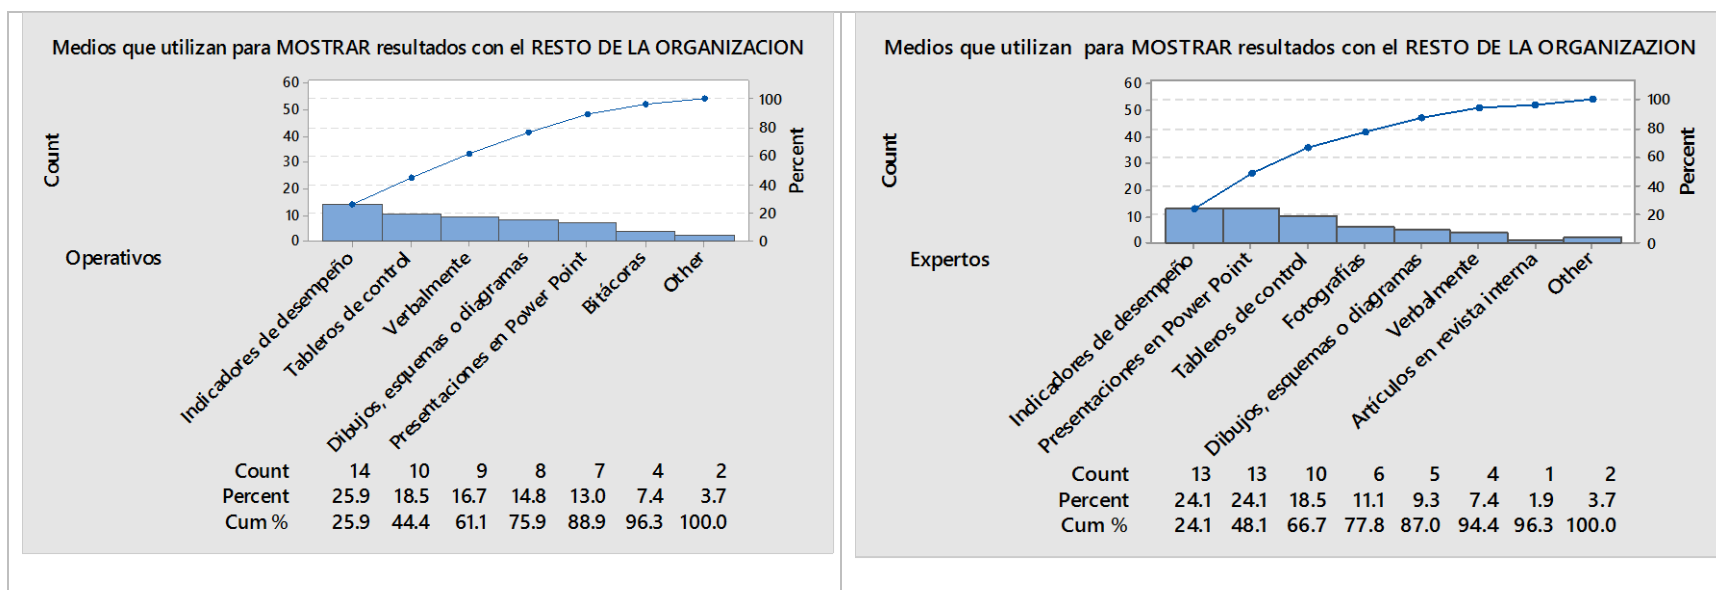 Medios que utilizan para MOSTRAR resultados con el RESTO DE LA ORGANIZACION
60
50
40
30
20
10
0
Count
100
80
60
40
20
0
Percent
Operativos
Indicadores de desempeño
Tableros de control
Verbalmente
Dibujos, esquemas o diagramas
Presentaciones en Power Point
Bitácoras
Other
Count 14 10 9 8 7 4 2
Percent 25.9 18.5 16.7 14.8 13.0 7.4 3.7
Cum % 25.9 44.4 61.1 75.9 88.9 96.3 100.0
Medios que utilizan para MOSTRAR resultados con el RESTO DE LA ORGANIZAZION
60
50
40
30
20
10
0
Count
100
80
60
40
20
0
Percent
Expertos
Indicadores de desempeño
Presentaciones en Power Point
Tableros de control
Fotografías
Dibujos, esquemas o diagramas
Verbalmente
Artículos en revista interna
Other
Count 13 13 10 6 5 4 1 2
Percent 24.1 24.1 18.5 11.1 9.3 7.4 1.9 3.7
Cum % 24.1 48.1 66.7 77.8 87.0 94.4 96.3 100.0